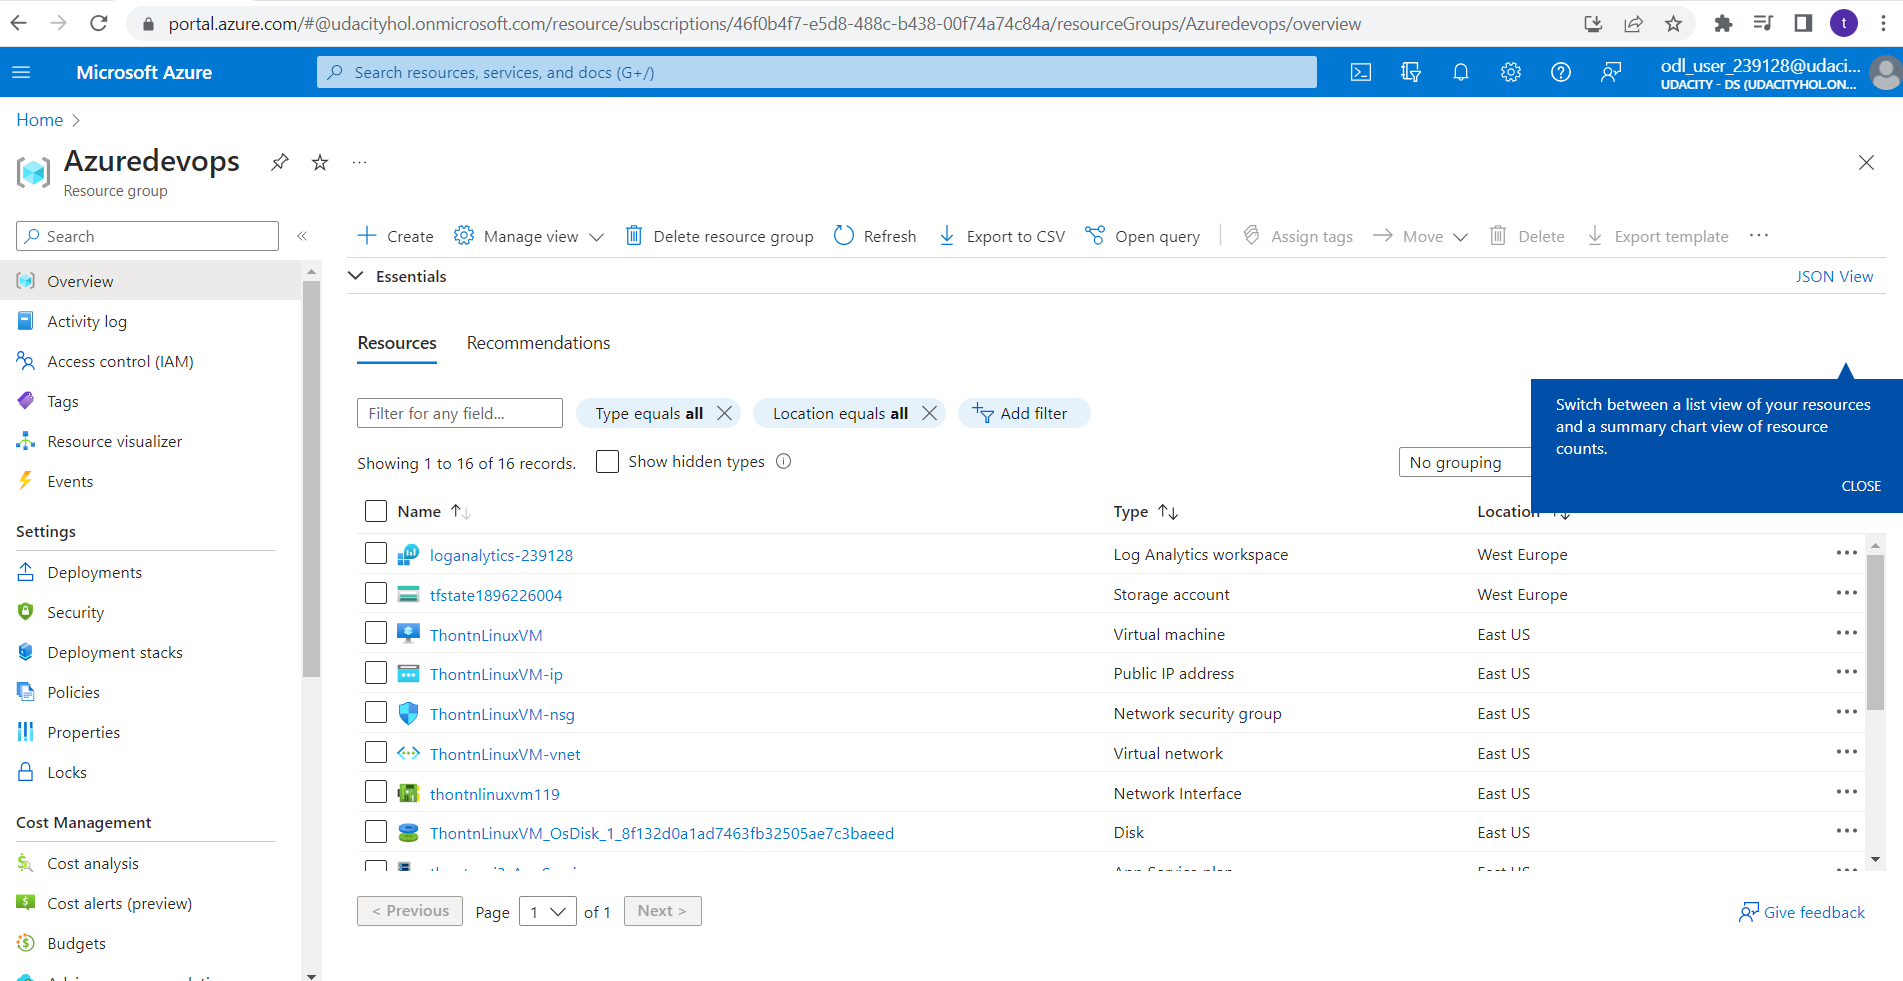 portal.azure.com/#@udacityhol.onmicrosoft.com/resource/subscriptions/46f0b4f7-e5d8-488c-b438-00f74a74c84a/resourceGroups/Azuredevops/overview
t
Microsoft Azure
Search resources, services, and docs (G+/)
odl_user_239128@udaci...
UDACITY - DS (UDACITYHOL.ON...
Home
Azuredevops
Resource group
Search
Create
Manage view
Delete resource group
Refresh
Export to CSV
Open query
Assign tags
Move
Delete
Export template
Overview
Activity log
Access control (IAM)
Tags
Resource visualizer
Events
Settings
Deployments
Security
Deployment stacks
Policies
Properties
Locks
Cost Management
Cost analysis
Cost alerts (preview)
Budgets
Essentials
JSON View
Resources
Recommendations
Filter for any field...
Type equals all
Location equals all
Add filter
Switch between a list view of your resources
and a summary chart view of resource
counts.
CLOSE
Showing 1 to 16 of 16 records.
Show hidden types
No grouping
Name Type Location
loganalytics-239128 Log Analytics workspace West Europe
tfstate1896226004 Storage account West Europe
ThontnLinuxVM Virtual machine East US
ThontnLinuxVM-ip Public IP address East US
ThontnLinuxVM-nsg Network security group East US
ThontnLinuxVM-vnet Virtual network East US
thontnlinuxvm119 Network Interface East US
ThontnLinuxVM_OsDisk_1_8f132d0a1ad7463fb32505ae7c3baeed Disk East US
App Service plan East US
< Previous
Page 1 of 1
Next >
Give feedback